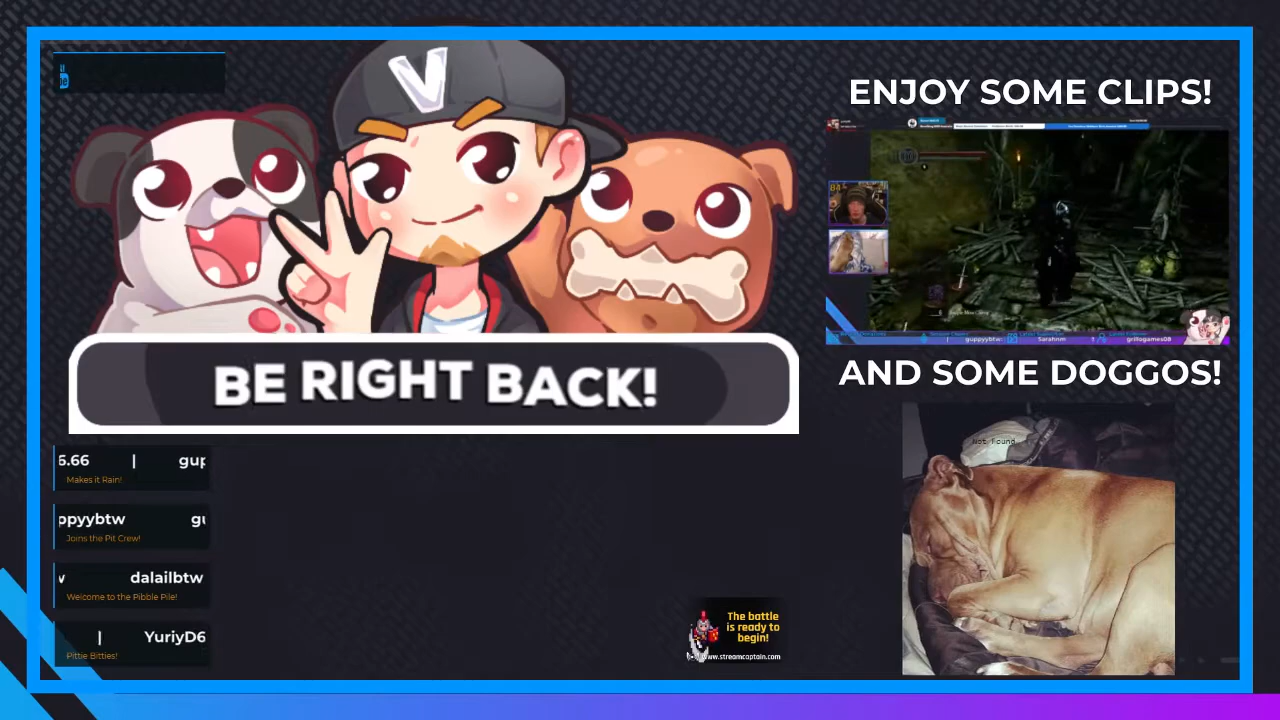 V
BE RIGHT BACK!
ENJOY SOME CLIPS!
84
guppyybtw
Sarahnm
grillogames08
AND SOME DOGGOS!
Not Found
6.66 | gup
Makes it Rain!
ppyybtw gu
Joins the Pit Crew!
w dalailbtw
Welcome to the Pibble Pile!
| YuriyD6
Pittie Bitties!
The battle
is ready to
begin!
www.streamcaptain.com